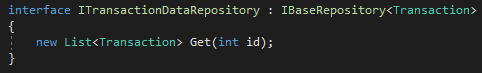 interface ITransactionDataRepository : IBaseRepository<Transaction>
{
    new List<Transaction> Get(int id);
}